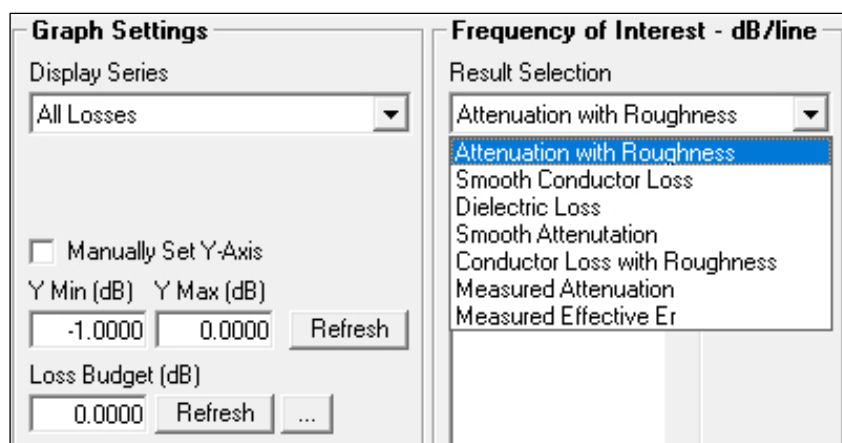 Graph Settings
Display Series
All Losses
Manually Set Y-Axis
Y Min (dB) Y Max (dB)
-1.0000 0.0000 Refresh
Loss Budget (dB)
0.0000 Refresh ...
Frequency of Interest - dB/line
Result Selection
Attenuation with Roughness
Attenuation with Roughness
Smooth Conductor Loss
Dielectric Loss
Smooth Attenutation
Conductor Loss with Roughness
Measured Attenuation
Measured Effective Er